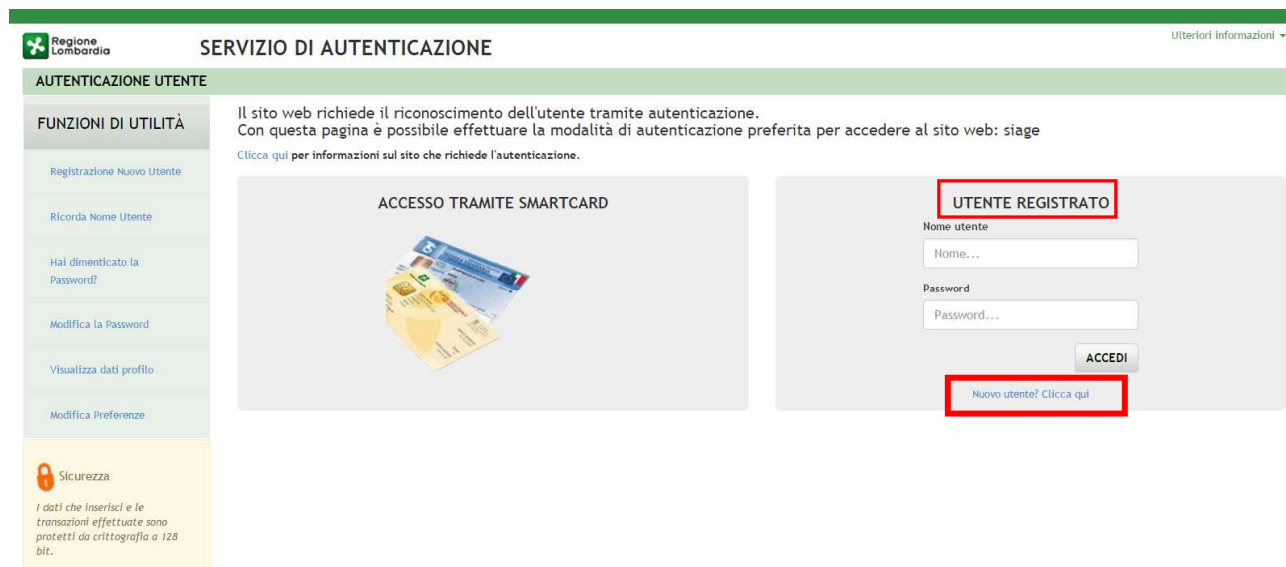 Regione
Lombardia
SERVIZIO DI AUTENTICAZIONE
Ulteriori informazioni
AUTENTICAZIONE UTENTE
FUNZIONI DI UTILITÀ
Registrazione Nuovo Utente
Ricorda Nome Utente
Hai dimenticato la
Password?
Modifica la Password
Visualizza dati profilo
Modifica Preferenze
Sicurezza
I dati che inserisci e le
transazioni effettuate sono
protetti da crittografia a 128
bit.
Il sito web richiede il riconoscimento dell'utente tramite autenticazione.
Con questa pagina è possibile effettuare la modalità di autenticazione preferita per accedere al sito web: siage
Clicca qui per informazioni sul sito che richiede l'autenticazione.
ACCESSO TRAMITE SMARTCARD
UTENTE REGISTRATO
Nome utente
Nome...
Password
Password...
ACCEDI
Nuovo utente? Clicca qui